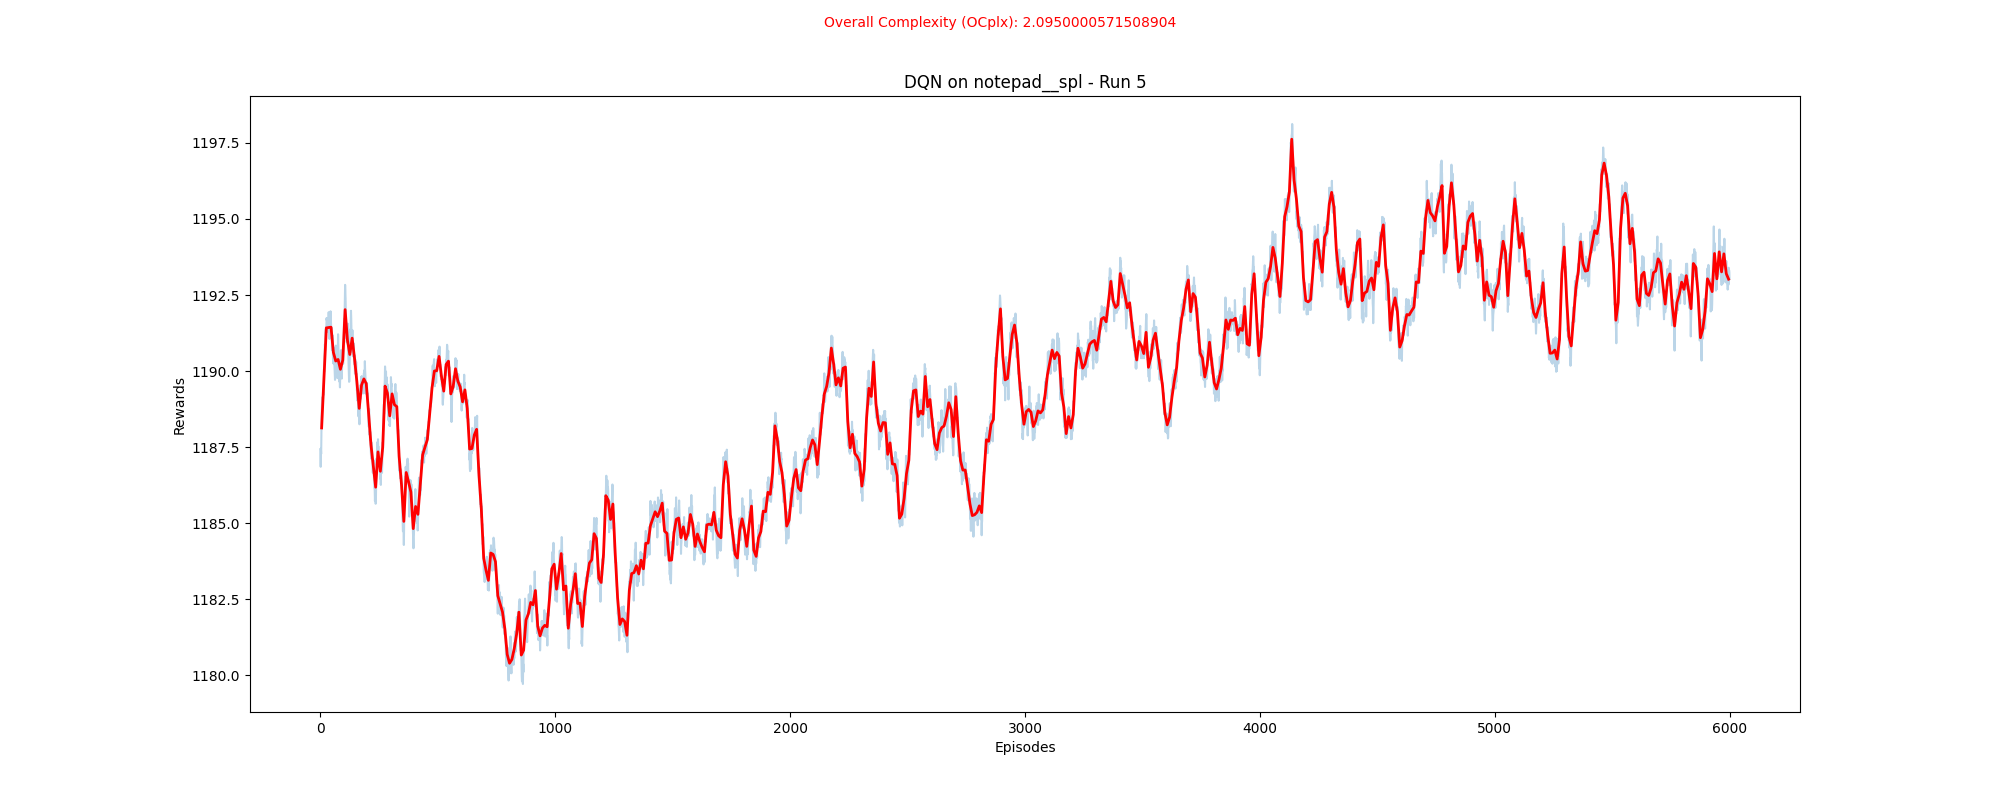 Overall Complexity (OCplx): 2.0950000571508904
DQN on notepad__spl - Run 5
Rewards
1197.5
1195.0
1192.5
1190.0
1187.5
1185.0
1182.5
1180.0
0 1000 2000 3000 4000 5000 6000
Episodes